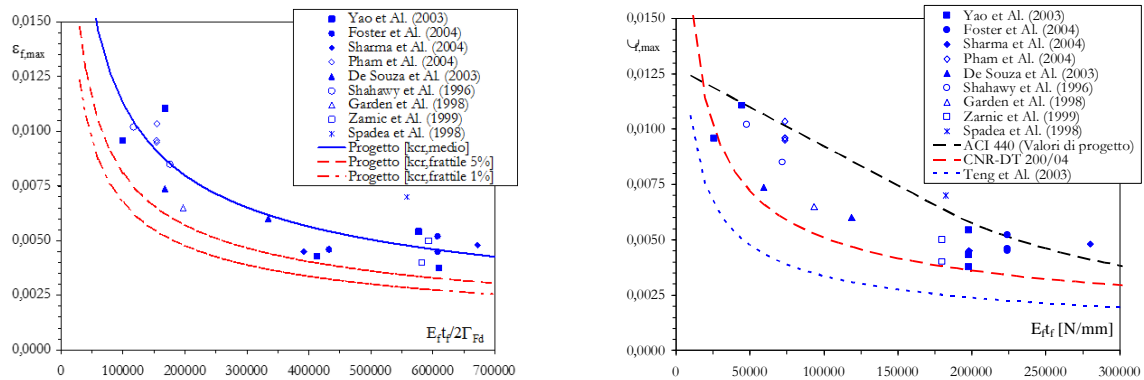 0,0150
0,0125
0,0100
0,0075
0,0050
0,0025
0,0000
εf,max
Yao et Al. (2003)
Foster et Al. (2004)
Sharma et Al. (2004)
Pham et Al. (2004)
De Souza et Al. (2003)
Shahawy et Al. (1996)
Garden et Al. (1998)
Zarnic et Al. (1999)
Spadea et Al. (1998)
Progetto [kcr,medio]
Progetto [kcr,frattile 5%]
Progetto [kcr,frattile 1%]
Eftf/2ΓFd
0 100000 200000 300000 400000 500000 600000 700000
0,0150
0,0125
0,0100
0,0075
0,0050
0,0025
0,0000
f,max
Yao et Al. (2003)
Foster et Al. (2004)
Sharma et Al. (2004)
Pham et Al. (2004)
De Souza et Al. (2003)
Shahawy et Al. (1996)
Garden et Al. (1998)
Zarnic et Al. (1999)
Spadea et Al. (1998)
ACI 440 (Valori di progetto)
CNR-DT 200/04
Teng et Al. (2003)
Eftf [N/mm]
0 50000 100000 150000 200000 250000 300000